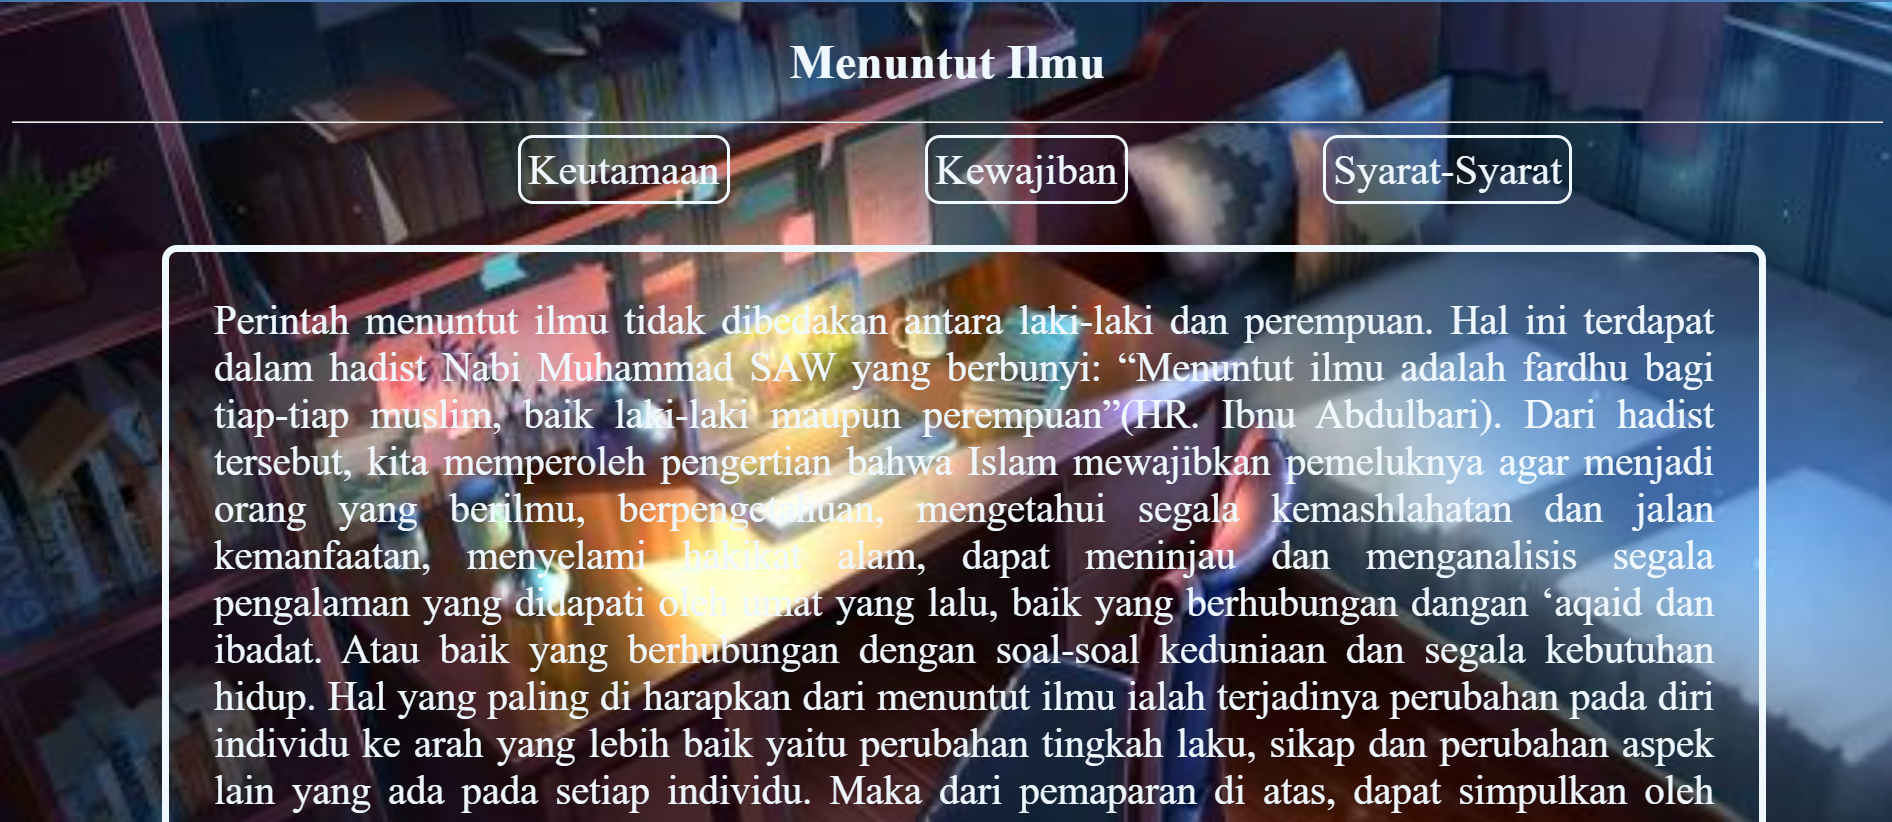 Menuntut Ilmu
Keutamaan
Kewajiban
Syarat-Syarat
Perintah menuntut ilmu tidak dibedakan antara laki-laki dan perempuan. Hal ini terdapat
dalam hadist Nabi Muhammad SAW yang berbunyi: “Menuntut ilmu adalah fardhu bagi
tiap-tiap muslim, baik laki-laki maupun perempuan”(HR. Ibnu Abdulbari). Dari hadist
tersebut, kita memperoleh pengertian bahwa Islam mewajibkan pemeluknya agar menjadi
orang yang berilmu, berpengetahuan, mengetahui segala kemashlahatan dan jalan
kemanfaatan, menyelami hakikat alam, dapat meninjau dan menganalisis segala
pengalaman yang didapati oleh umat yang lalu, baik yang berhubungan dangan ‘aqaid dan
ibadat. Atau baik yang berhubungan dengan soal-soal keduniaan dan segala kebutuhan
hidup. Hal yang paling di harapkan dari menuntut ilmu ialah terjadinya perubahan pada diri
individu ke arah yang lebih baik yaitu perubahan tingkah laku, sikap dan perubahan aspek
lain yang ada pada setiap individu. Maka dari pemaparan di atas, dapat simpulkan oleh